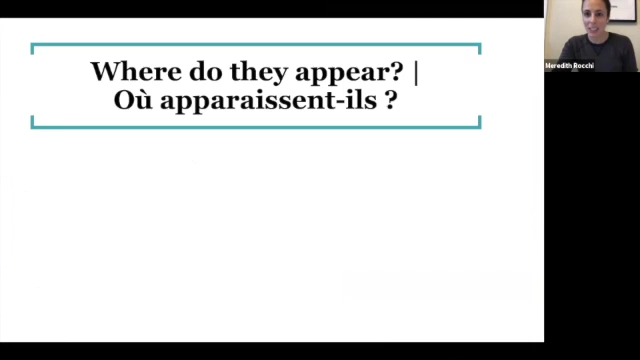 Where do they appear? |
Où apparaissent-ils ?
Meredith Rocchi